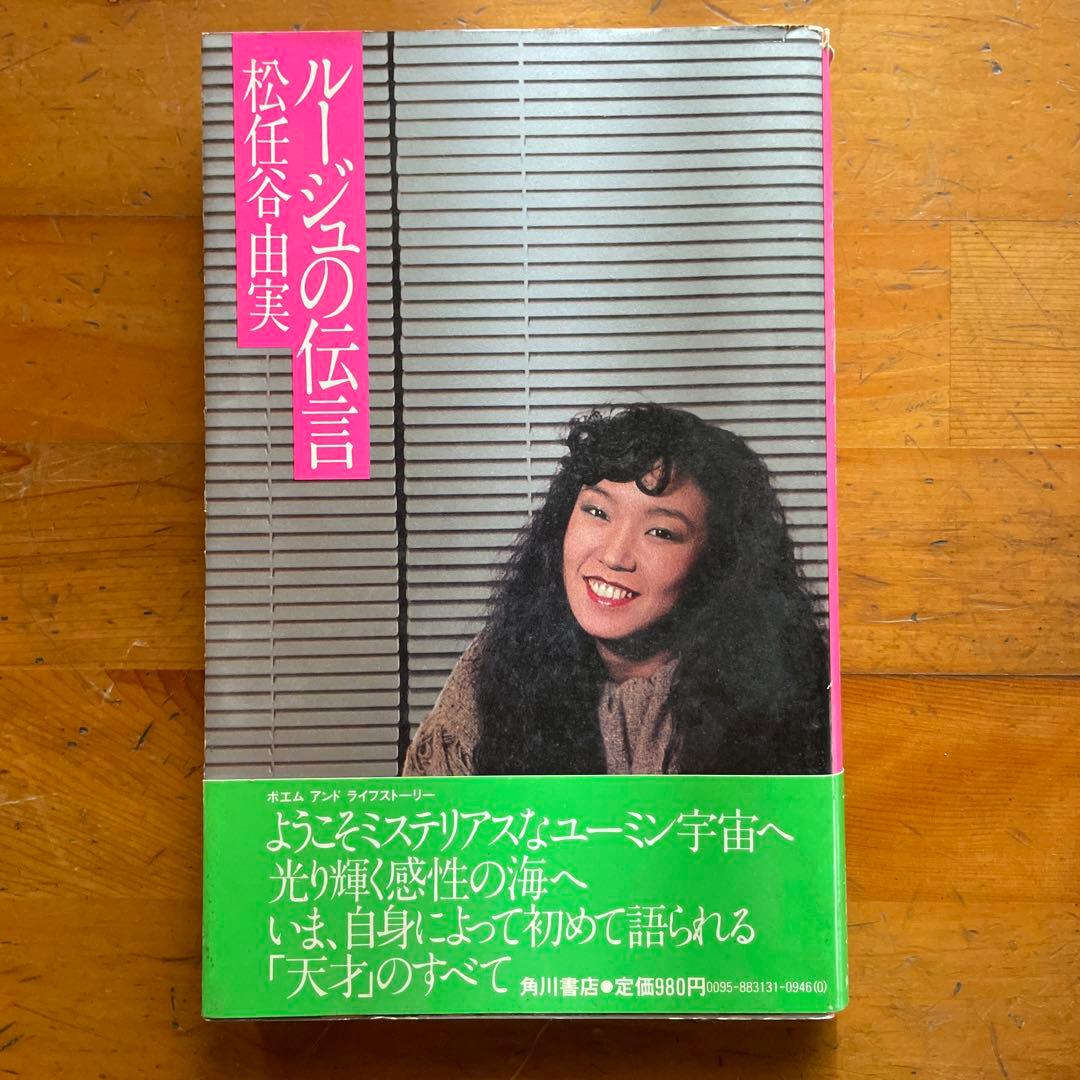 ルージュの伝言
松任谷由実
ポエム アンド ライフストーリー
ようこそミステリアスなユーミン宇宙へ
光り輝く感性の海へ
いま、自身によって初めて語られる
「天才」のすべて 角川書店●定価980円0095-883131-0946(0)